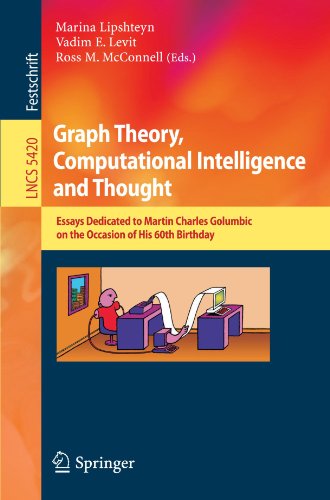 Marina Lipshteyn
Vadim E. Levit
Ross M. McConnell (Eds.)
Festschrift
LNCS 5420
Graph Theory,
Computational Intelligence
and Thought
Essays Dedicated to Martin Charles Golumbic
on the Occasion of His 60th Birthday
Springer